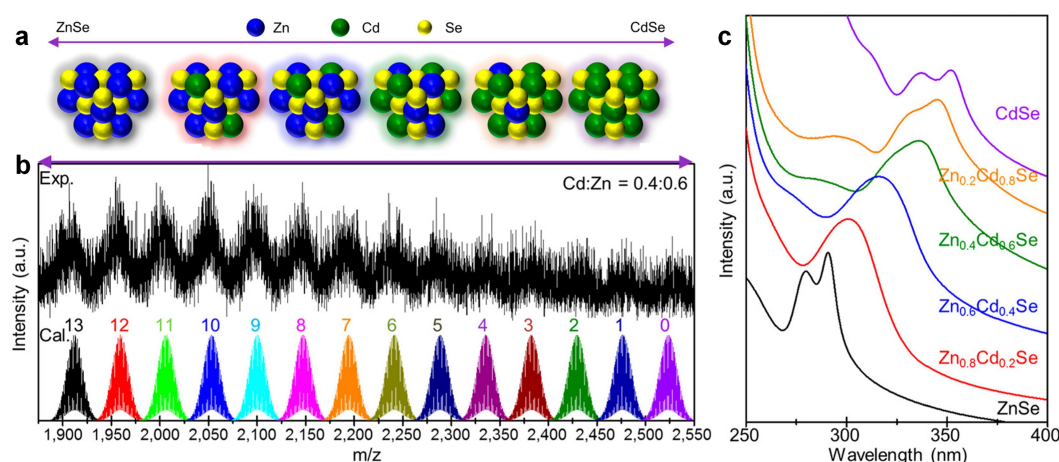 a
ZnSe
Zn
Cd
Se
CdSe
b
Exp.
Cd:Zn = 0.4:0.6
Intensity (a.u.)
Cal.
13 12 11 10 9 8 7 6 5 4 3 2 1 0
1,900 1,950 2,000 2,050 2,100 2,150 2,200 2,250 2,300 2,350 2,400 2,450 2,500 2,550
m/z
c
Intensity (a.u.)
CdSe
Zn0.2Cd0.8Se
Zn0.4Cd0.6Se
Zn0.6Cd0.4Se
Zn0.8Cd0.2Se
ZnSe
250 300 350 400
Wavelength (nm)